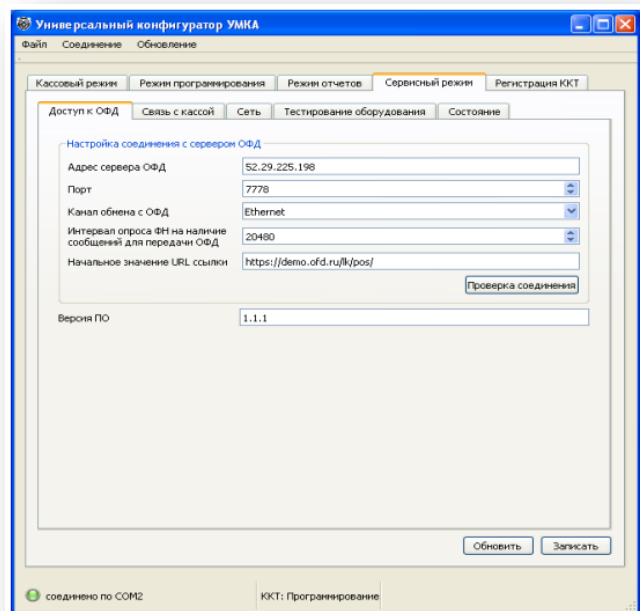 Универсальный конфигуратор УМКА
Файл Соединение Обновление
Кассовый режим Режим программирования Режим отчетов Сервисный режим Регистрация ККТ
Доступ к ОФД Связь с кассой Сеть Тестирование оборудования Состояние
Настройка соединения с сервером ОФД
Адрес сервера ОФД 52.29.225.198
Порт 7778
Канал обмена с ОФД Ethernet
Интервал опроса ФН на наличие
сообщений для передачи ОФД 20480
Начальное значение URL ссылки https://demo.ofd.ru/lk/pos/
Проверка соединения
Версия ПО 1.1.1
Обновить Записать
соединено по COM2 ККТ: Программирование